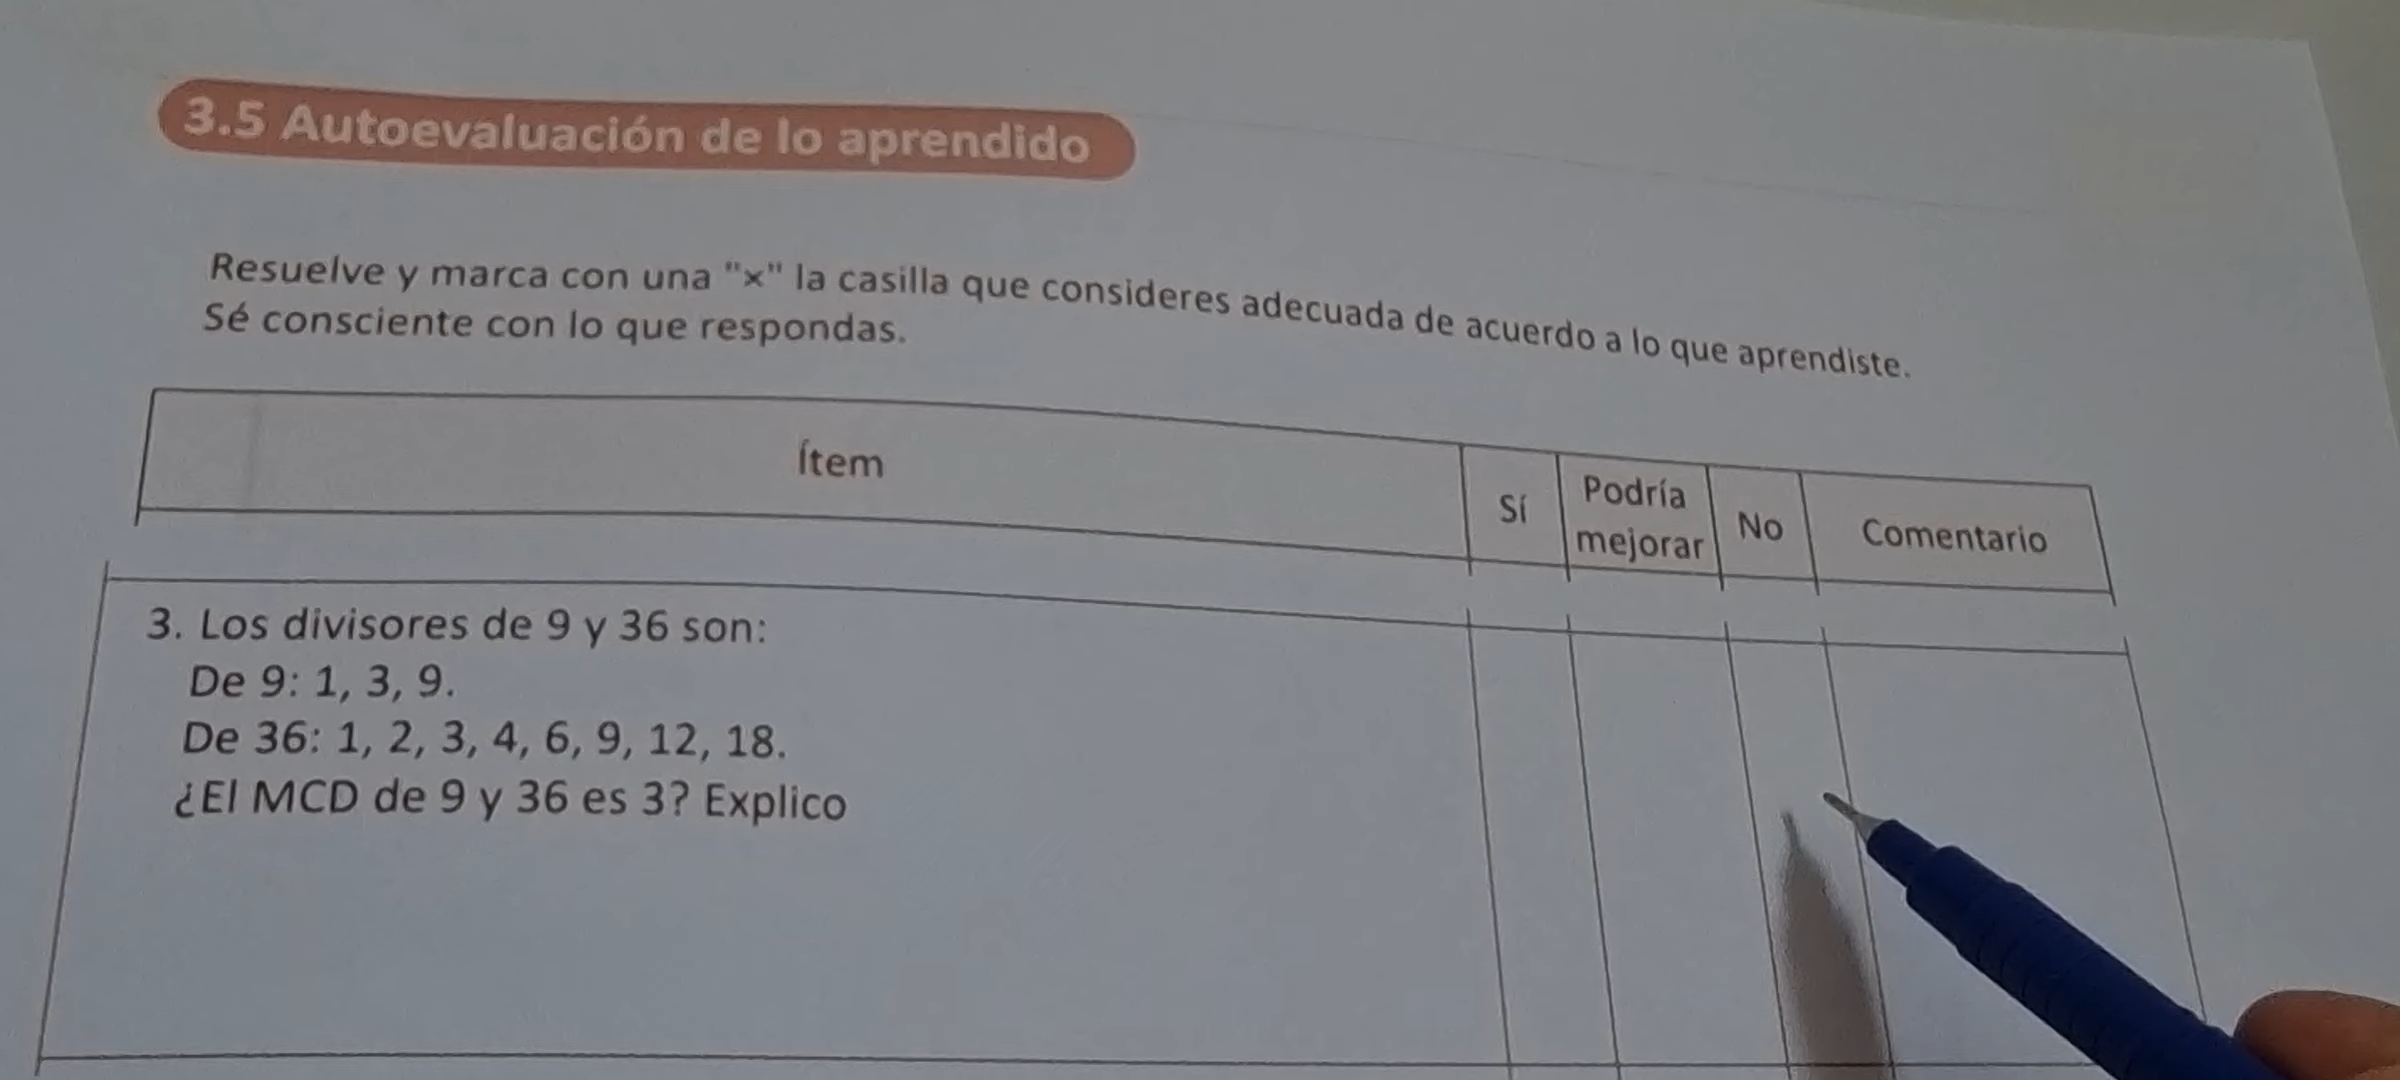 3.5 Autoevaluación de lo aprendido
Resuelve y marca con una "x" la casilla que consideres adecuada de acuerdo a lo que aprendiste.
Sé consciente con lo que respondas.
Ítem
Sí
Podría
mejorar
No
Comentario
3. Los divisores de 9 y 36 son:
De 9: 1, 3, 9.
De 36: 1, 2, 3, 4, 6, 9, 12, 18.
¿El MCD de 9 y 36 es 3? Explico